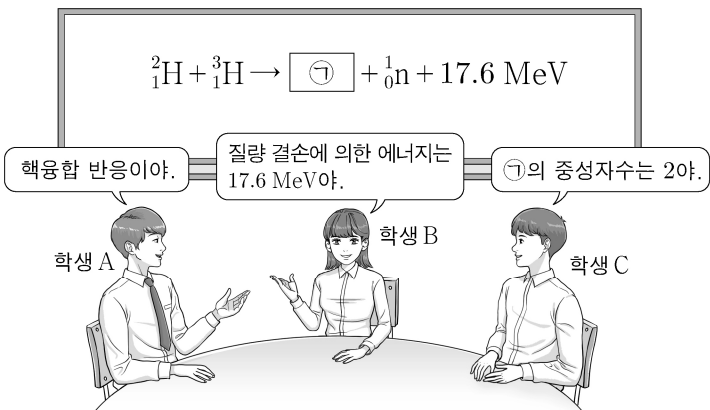 ²₁H + ³₁H → ㉠ + ¹₀n + 17.6 MeV
핵융합 반응이야.
질량 결손에 의한 에너지는
17.6 MeV야.
㉠의 중성자수는 2야.
학생 A
학생 B
학생 C